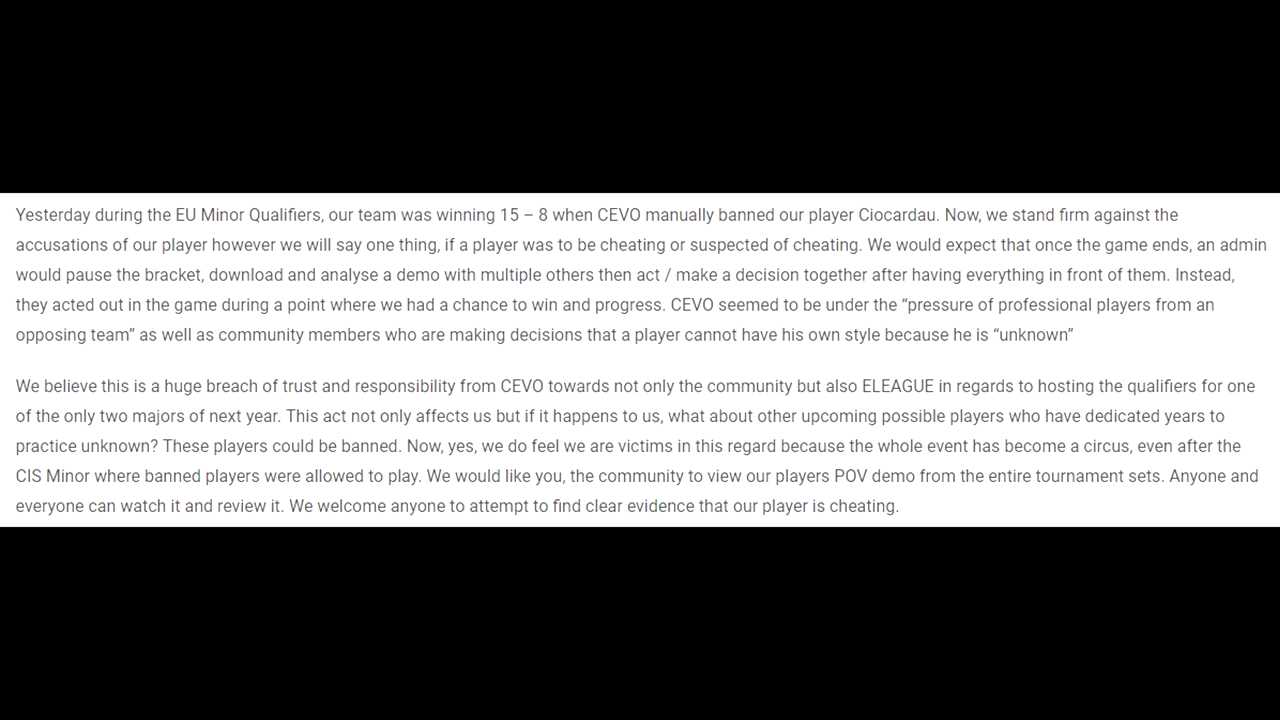 Yesterday during the EU Minor Qualifiers, our team was winning 15 – 8 when CEVO manually banned our player Ciocardau. Now, we stand firm against the
accusations of our player however we will say one thing, if a player was to be cheating or suspected of cheating. We would expect that once the game ends, an admin
would pause the bracket, download and analyse a demo with multiple others then act / make a decision together after having everything in front of them. Instead,
they acted out in the game during a point where we had a chance to win and progress. CEVO seemed to be under the “pressure of professional players from an
opposing team” as well as community members who are making decisions that a player cannot have his own style because he is “unknown”
We believe this is a huge breach of trust and responsibility from CEVO towards not only the community but also ELEAGUE in regards to hosting the qualifiers for one
of the only two majors of next year. This act not only affects us but if it happens to us, what about other upcoming possible players who have dedicated years to
practice unknown? These players could be banned. Now, yes, we do feel we are victims in this regard because the whole event has become a circus, even after the
CIS Minor where banned players were allowed to play. We would like you, the community to view our players POV demo from the entire tournament sets. Anyone and
everyone can watch it and review it. We welcome anyone to attempt to find clear evidence that our player is cheating.